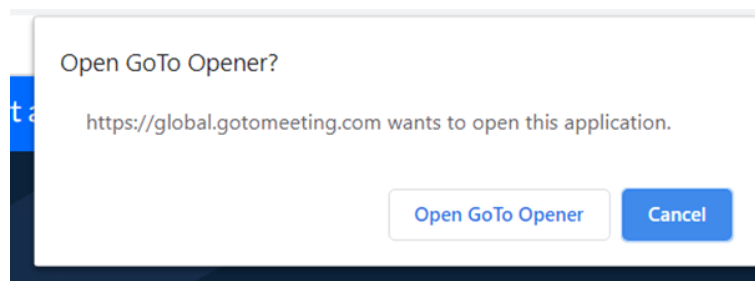 Open GoTo Opener?
https://global.gotomeeting.com wants to open this application.
Open GoTo Opener
Cancel